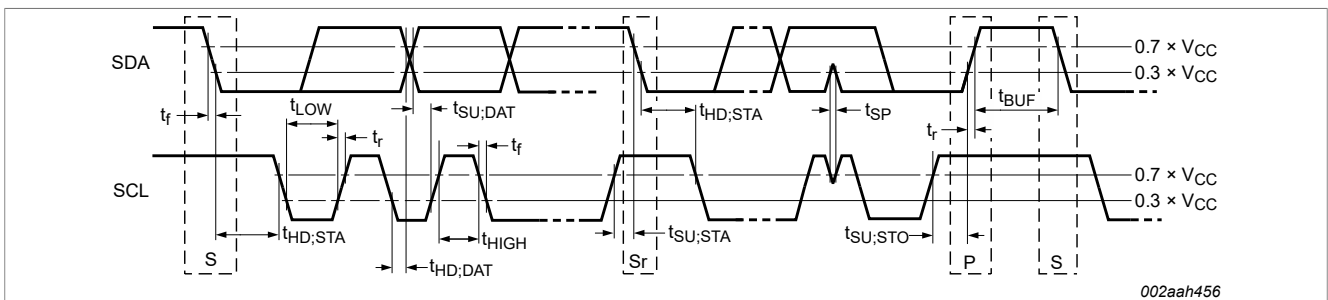 SDA
0.7 × VCC
0.3 × VCC
tf
tLOW
tr
tSU;DAT
tHD;STA
tSP
tr
tBUF
tf
SCL
0.7 × VCC
0.3 × VCC
tHD;STA
tHIGH
tHD;DAT
tSU;STA
tSU;STO
S
Sr
P
S
002aah456